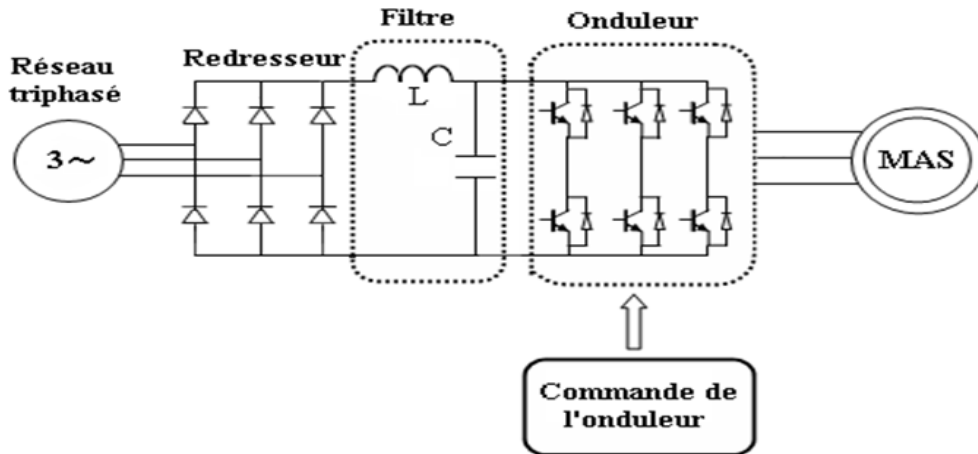 Filtre
Onduleur
Redresseur
Réseau
triphasé
L
C
3~
MAS
Commande de
l'onduleur